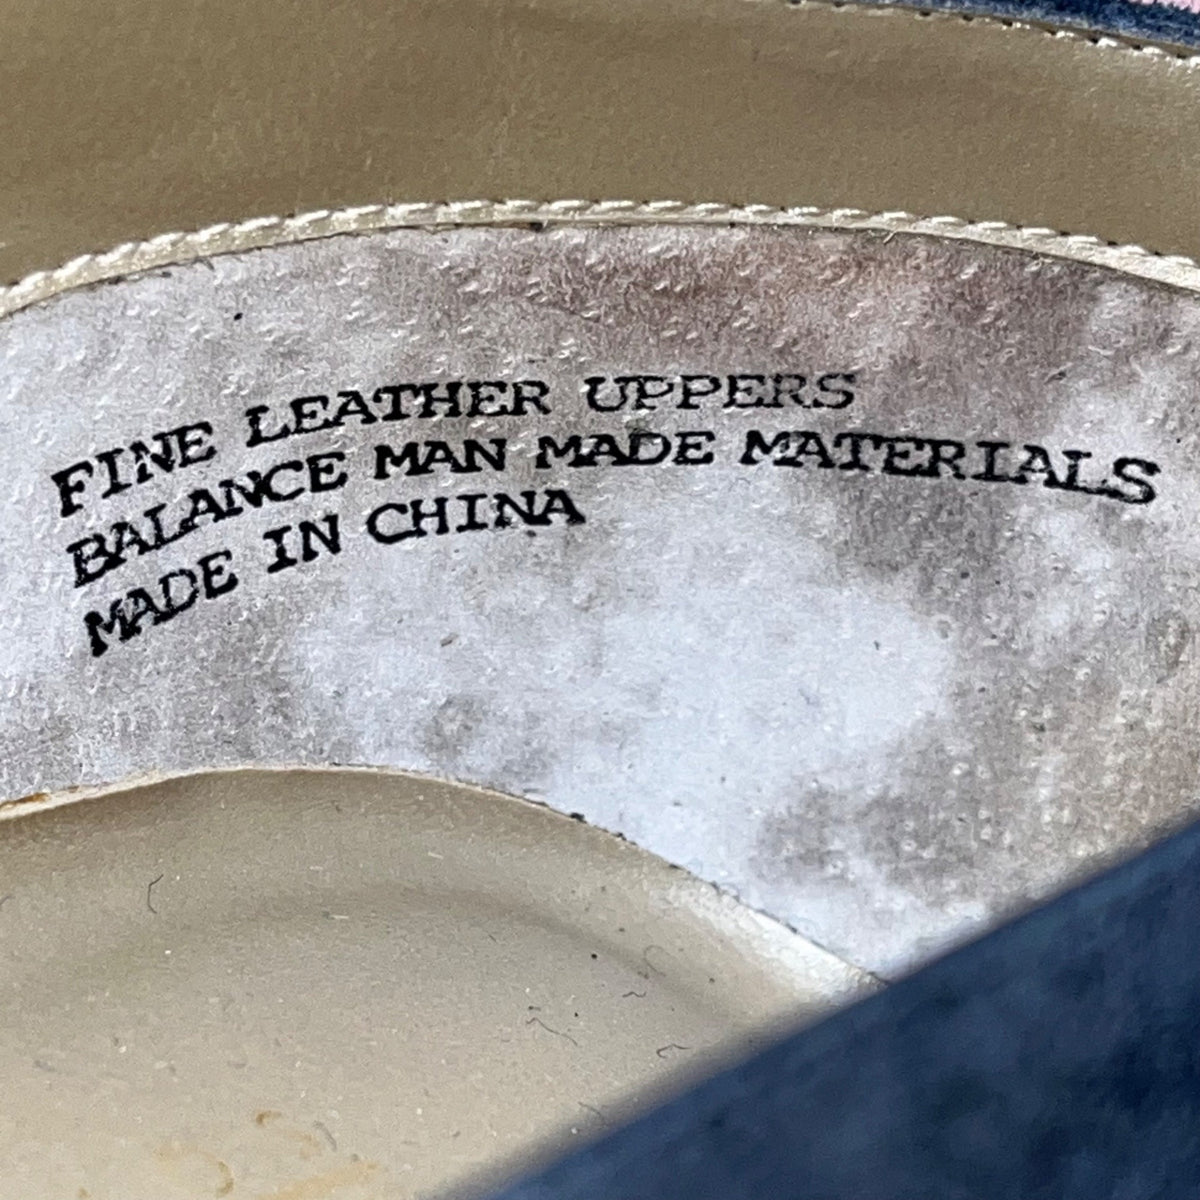 FINE LEATHER UPPERS
BALANCE MAN MADE MATERIALS
MADE IN CHINA